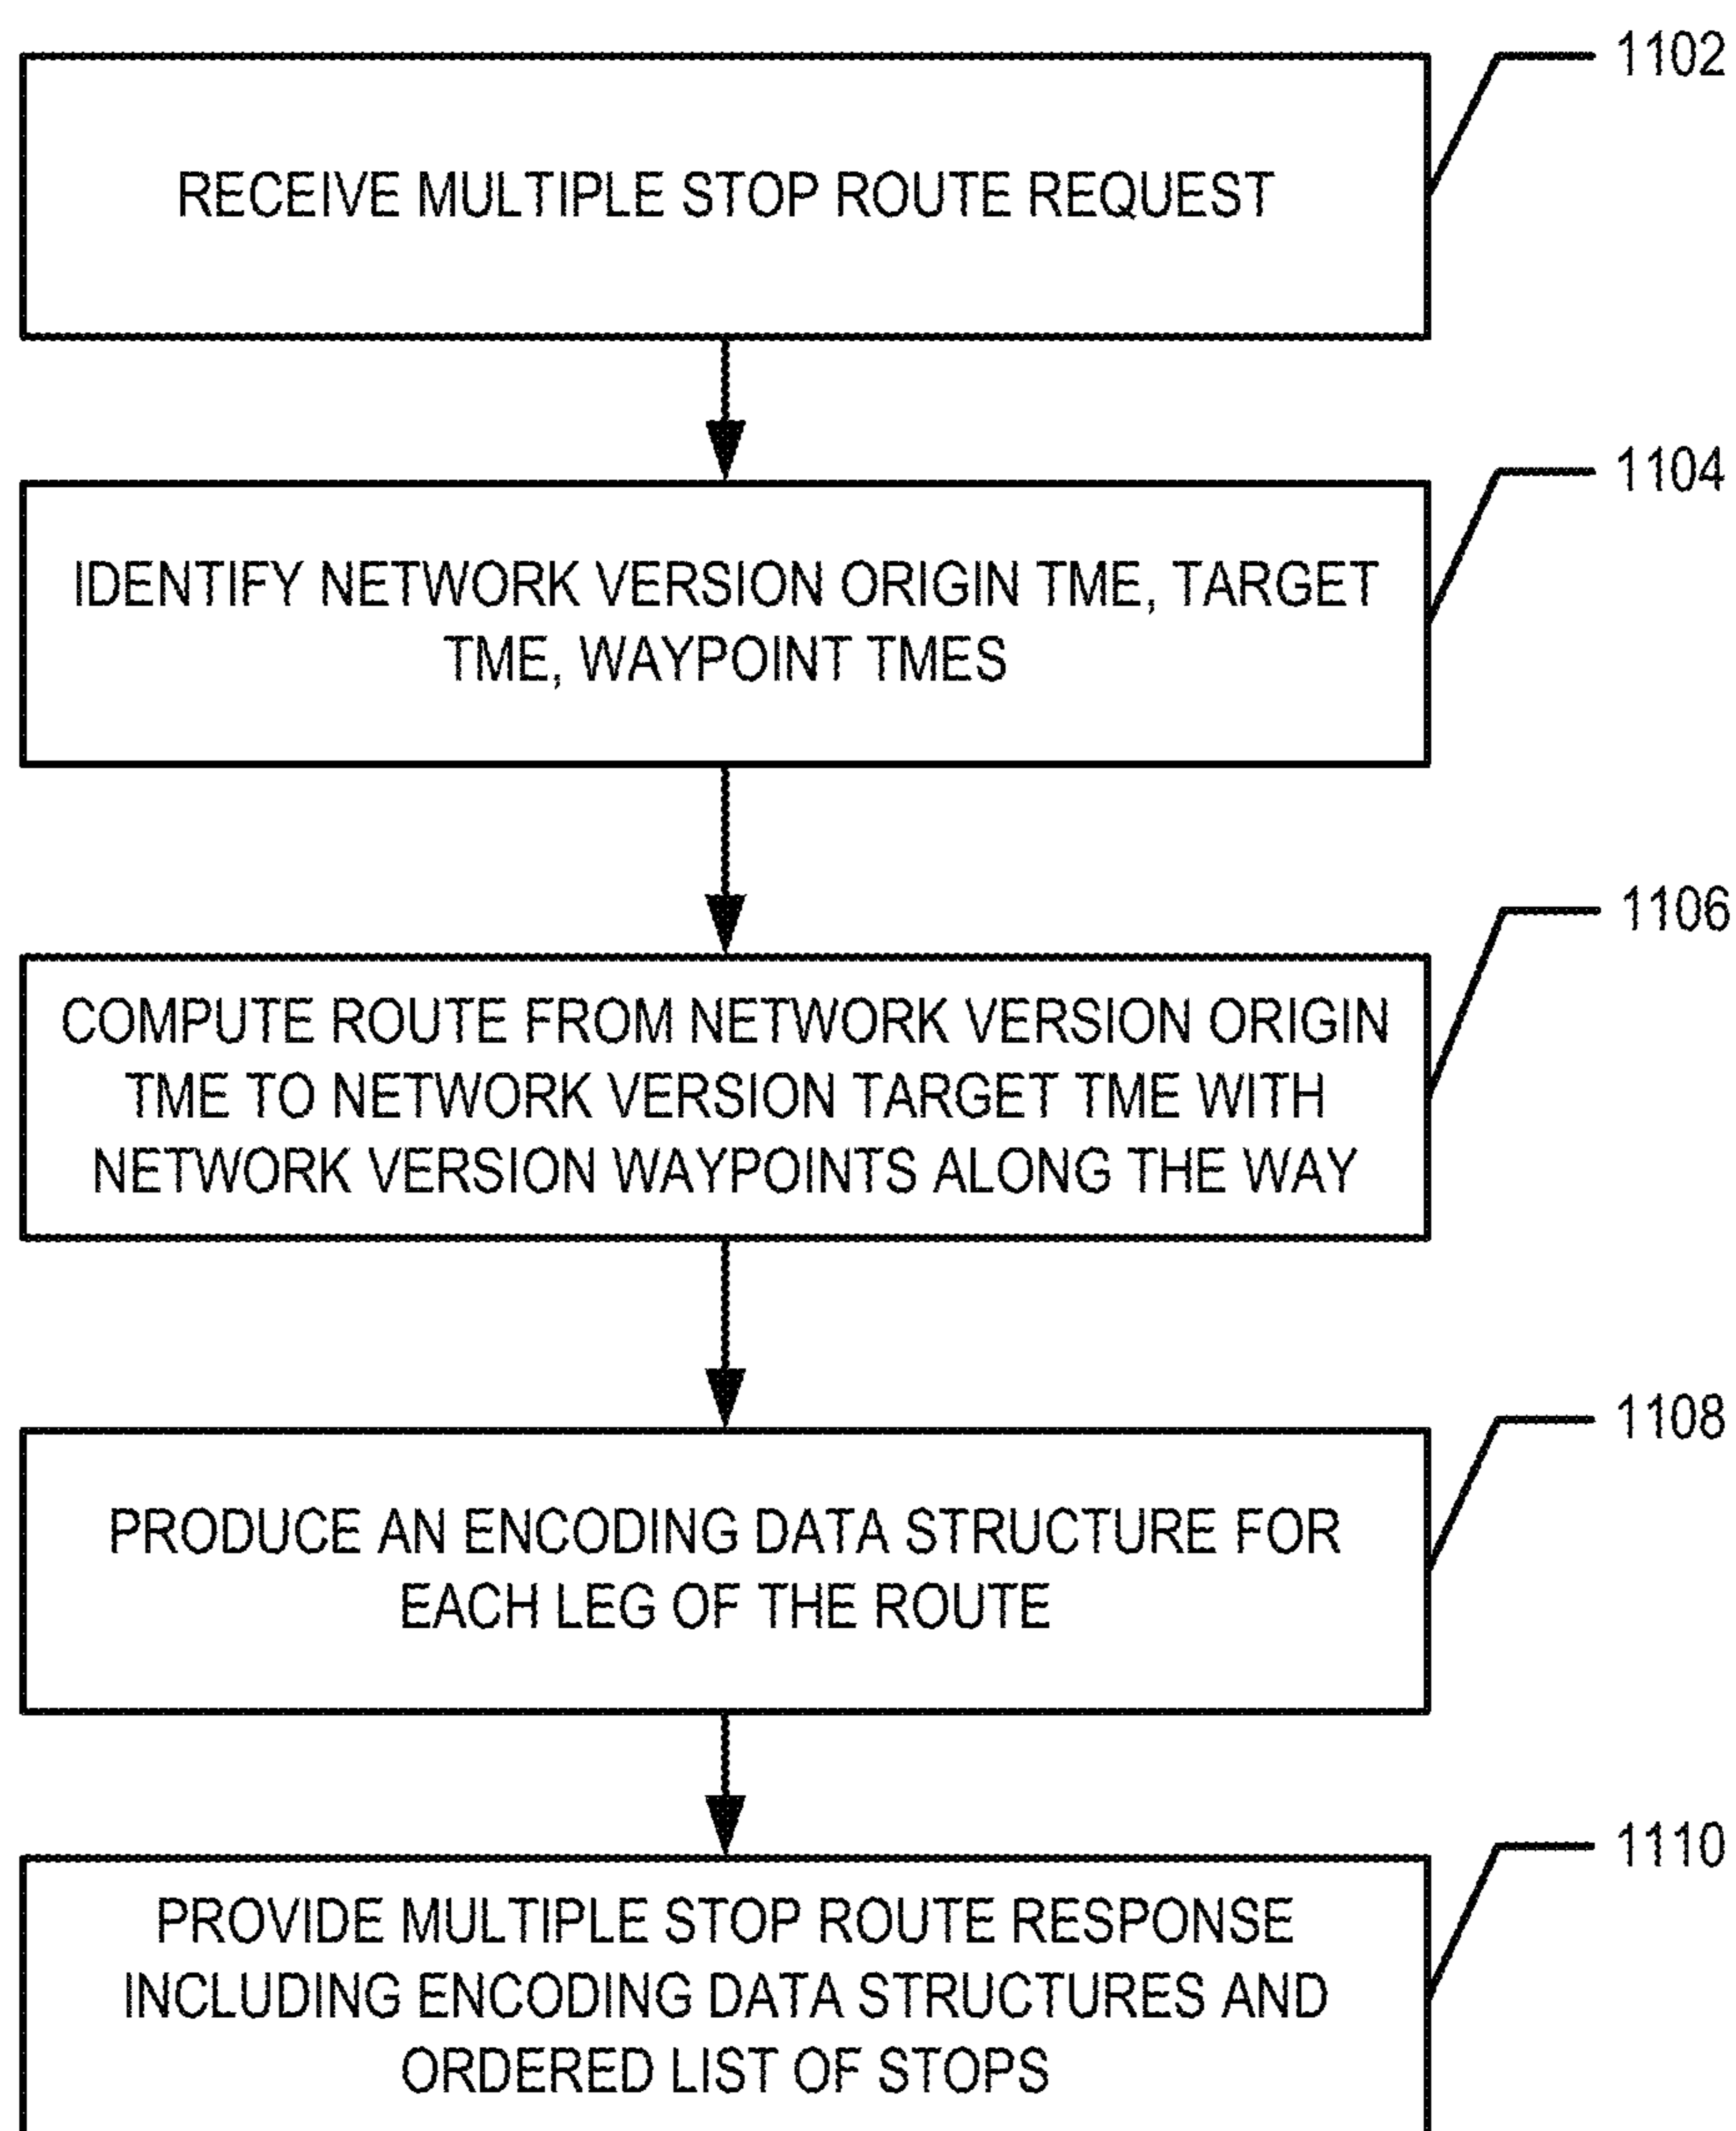 1102
RECEIVE MULTIPLE STOP ROUTE REQUEST
1104
IDENTIFY NETWORK VERSION ORIGIN TME, TARGET
TME, WAYPOINT TMES
1106
COMPUTE ROUTE FROM NETWORK VERSION ORIGIN
TME TO NETWORK VERSION TARGET TME WITH
NETWORK VERSION WAYPOINTS ALONG THE WAY
1108
PRODUCE AN ENCODING DATA STRUCTURE FOR
EACH LEG OF THE ROUTE
1110
PROVIDE MULTIPLE STOP ROUTE RESPONSE
INCLUDING ENCODING DATA STRUCTURES AND
ORDERED LIST OF STOPS